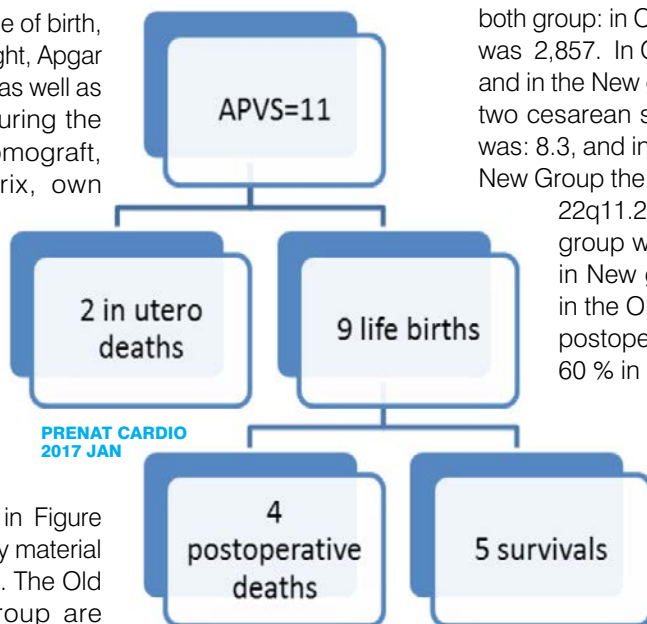 e of birth,
ght, Apgar
as well as
uring the
omograft,
rix, own
APVS=11
2 in utero
deaths
9 life births
PRENAT CARDIO
2017 JAN
4
postoperative
deaths
5 survivals
in Figure
y material
. The Old
roup are
both group: in C
was 2,857. In
and in the New
two cesarean s
was: 8.3, and in
New Group the
22q11.2
group w
in New g
in the O
postope
60 % in